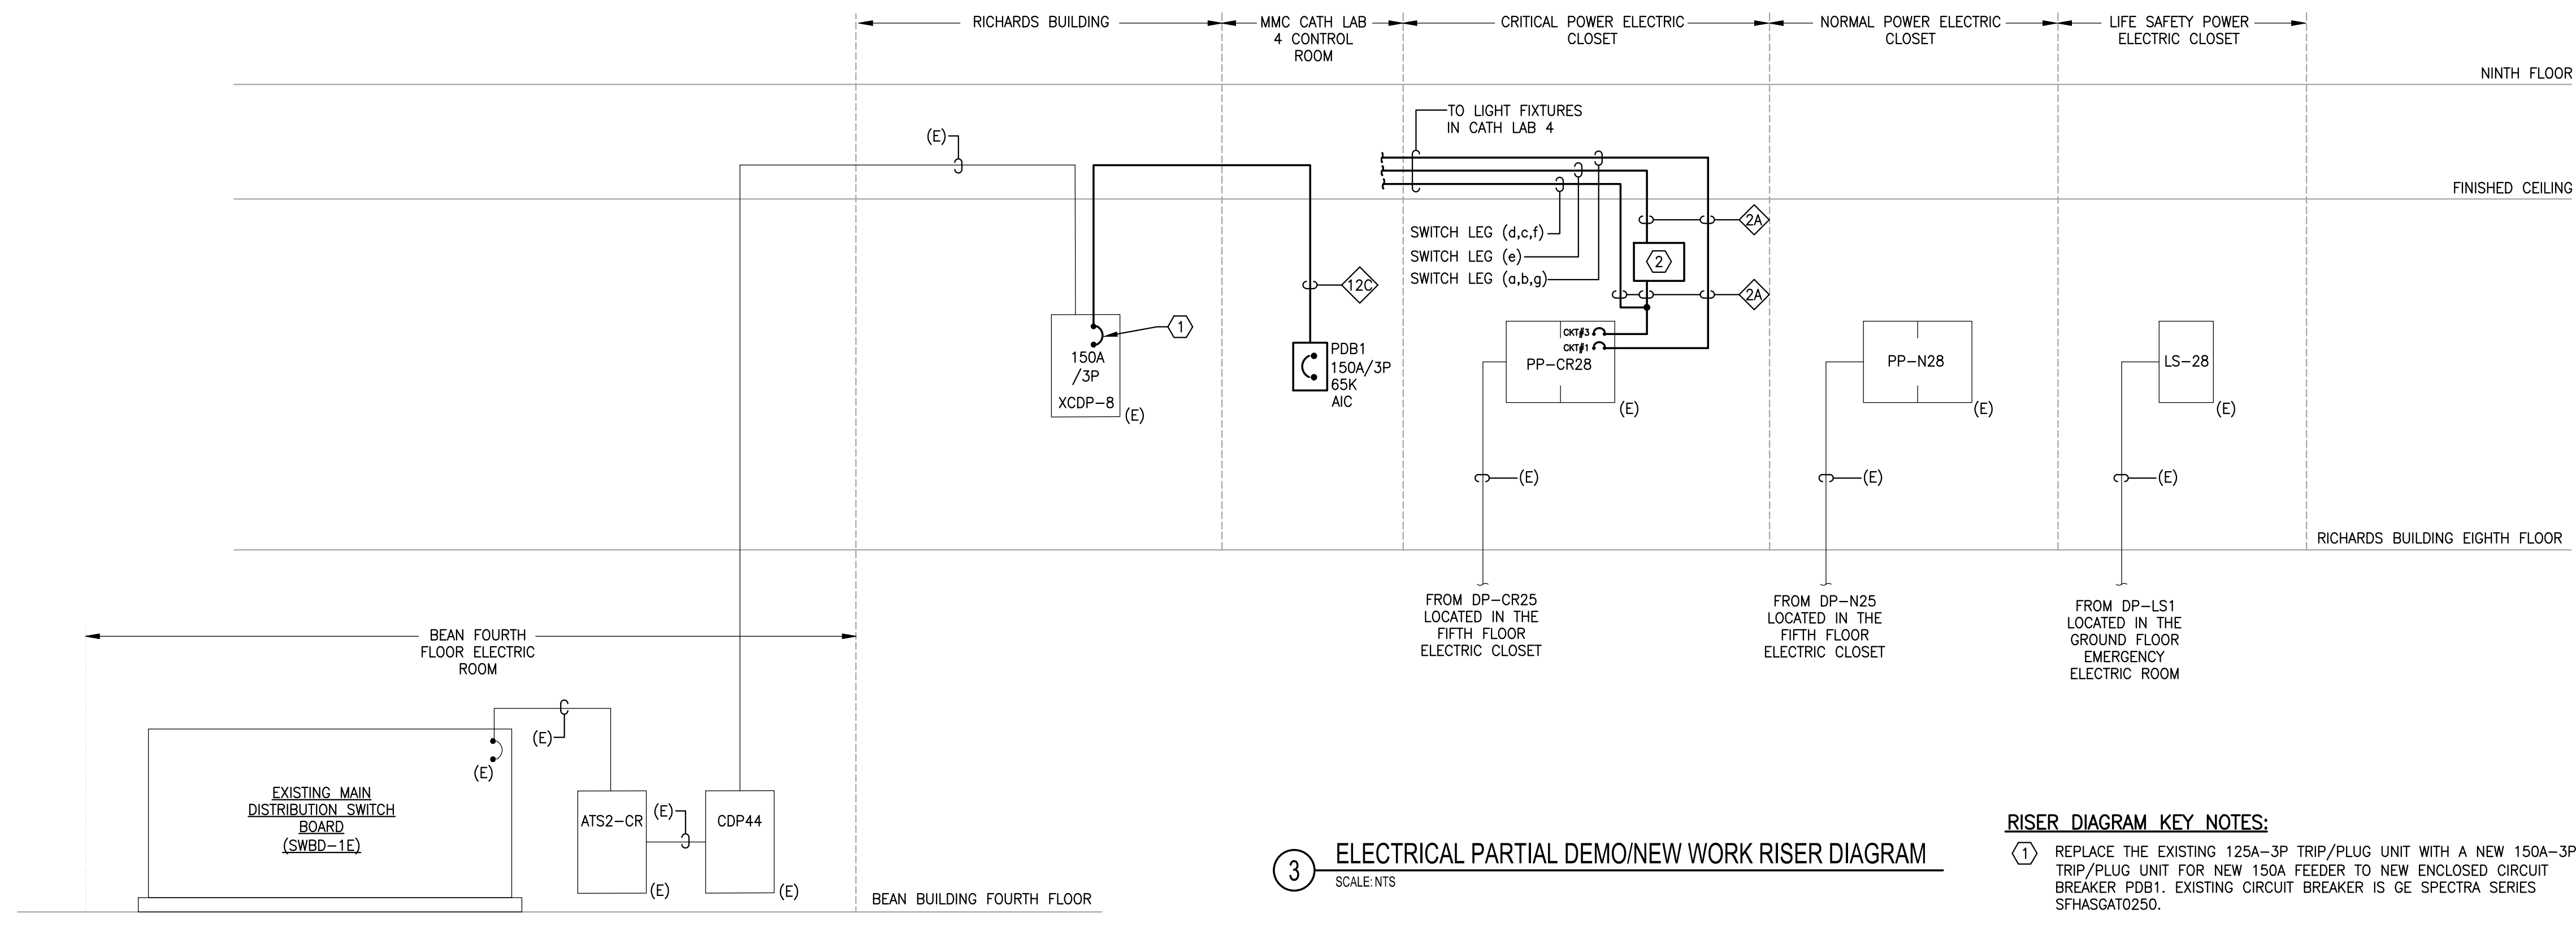 RICHARDS BUILDING
MMC CATH LAB
4 CONTROL
ROOM
CRITICAL POWER ELECTRIC
CLOSET
NORMAL POWER ELECTRIC
CLOSET
LIFE SAFETY POWER
ELECTRIC CLOSET
NINTH FLOOR
TO LIGHT FIXTURES
IN CATH LAB 4
(E)
FINISHED CEILING
2A
SWITCH LEG (d,c,f)
SWITCH LEG (e)
SWITCH LEG (a,b,g)
2
12C
2A
1
150A
/3P
XCDP-8
(E)
PDB1
150A/3P
65K
AIC
CKT#3
CKT#1
PP-CR28
(E)
PP-N28
(E)
LS-28
(E)
(E)
(E)
(E)
RICHARDS BUILDING EIGHTH FLOOR
FROM DP-CR25
LOCATED IN THE
FIFTH FLOOR
ELECTRIC CLOSET
FROM DP-N25
LOCATED IN THE
FIFTH FLOOR
ELECTRIC CLOSET
FROM DP-LS1
LOCATED IN THE
GROUND FLOOR
EMERGENCY
ELECTRIC ROOM
BEAN FOURTH
FLOOR ELECTRIC
ROOM
(E)
(E)
EXISTING MAIN
DISTRIBUTION SWITCH
BOARD
(SWBD-1E)
ATS2-CR
(E)
(E)
CDP44
(E)
BEAN BUILDING FOURTH FLOOR
3
ELECTRICAL PARTIAL DEMO/NEW WORK RISER DIAGRAM
SCALE: NTS
RISER DIAGRAM KEY NOTES:
1 REPLACE THE EXISTING 125A-3P TRIP/PLUG UNIT WITH A NEW 150A-3P
TRIP/PLUG UNIT FOR NEW 150A FEEDER TO NEW ENCLOSED CIRCUIT
BREAKER PDB1. EXISTING CIRCUIT BREAKER IS GE SPECTRA SERIES
SFHASGAT0250.